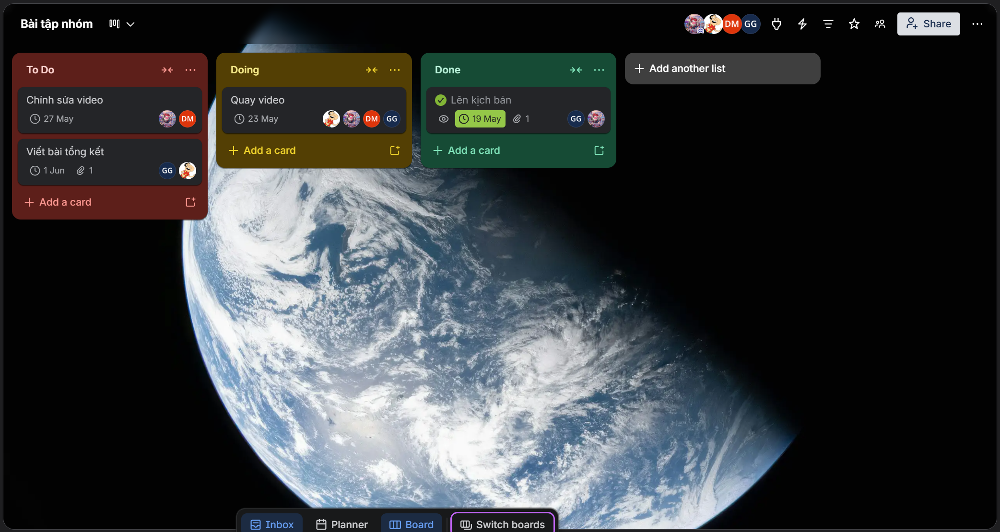 Bài tập nhóm
DM
GG
Share
To Do
Chỉnh sửa video
27 May
DM
Viết bài tổng kết
1 Jun
1
GG
Add a card
Doing
Quay video
23 May
DM
GG
Add a card
Done
Lên kịch bản
19 May
1
GG
Add a card
Add another list
Inbox
Planner
Board
Switch boards